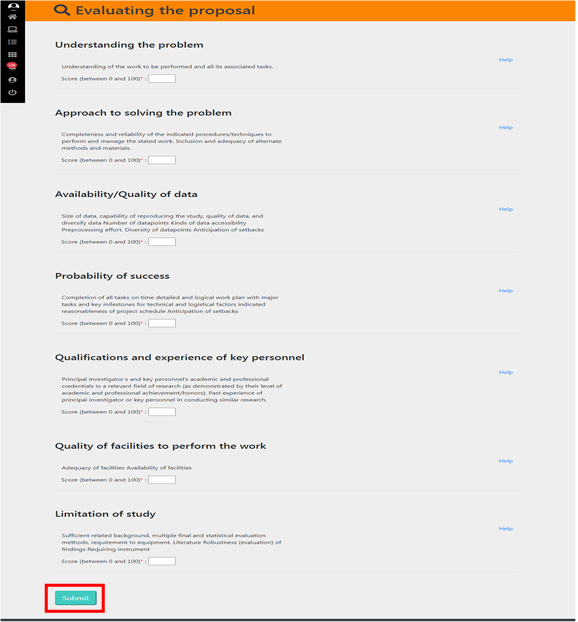 Evaluating the proposal
Understanding the problem
Help
Understanding of the work to be performed and all its associated tasks.
Score (between 0 and 100)* :
Approach to solving the problem
Help
Completeness and reliability of the indicated procedures/techniques to
perform and manage the stated work. Inclusion and adequacy of alternate
methods and materials.
Score (between 0 and 100)* :
Availability/Quality of data
Help
Size of data, capability of reproducing the study, quality of data, and
diversify data Number of datapoints Kinds of data accessibility
Preprocessing effort. Diversity of datapoints Anticipation of setbacks
Score (between 0 and 100)* :
Probability of success
Help
Completion of all tasks on time detailed and logical work plan with major
tasks and key milestones for technical and logistical factors indicated
reasonableness of project schedule Anticipation of setbacks
Score (between 0 and 100)* :
Qualifications and experience of key personnel
Help
Principal investigator's and key personnel's academic and professional
credentials in a relevant field of research (as demonstrated by their level of
academic and professional achievement/honors). Past experience of
principal investigator or key personnel in conducting similar research.
Score (between 0 and 100)* :
Quality of facilities to perform the work
Help
Adequacy of facilities Availability of facilities
Score (between 0 and 100)* :
Limitation of study
Help
Sufficient related background, multiple final and statistical evaluation
methods, requirement to equipment. Literature Robustness (evaluation) of
findings Requiring instrument
Score (between 0 and 100)* :
Submit